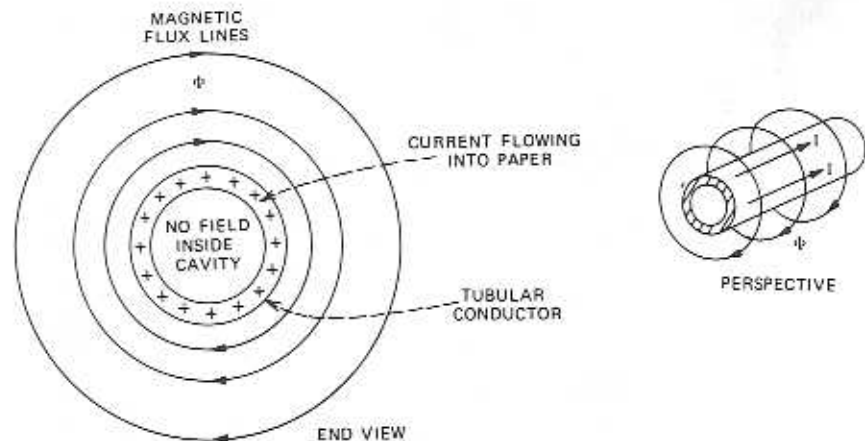 MAGNETIC
FLUX LINES
Φ
CURRENT FLOWING
INTO PAPER
NO FIELD
INSIDE
CAVITY
+ + + + + + + + + + + + + + + +
TUBULAR
CONDUCTOR
END VIEW
I
I
Φ
PERSPECTIVE